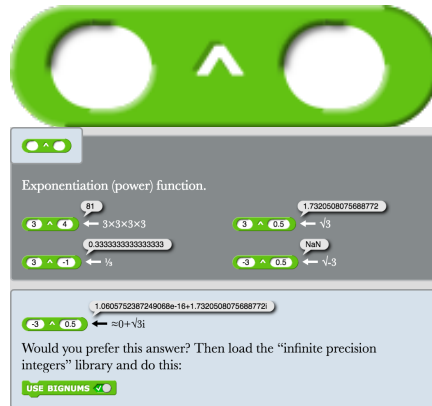 ^
^
Exponentiation (power) function.
81
3 ^ 4 ← 3×3×3×3
1.7320508075688772
3 ^ 0.5 ← √3
0.3333333333333333
3 ^ -1 ← ⅓
NaN
-3 ^ 0.5 ← √-3
1.0605752387249068e-16+1.7320508075688772i
-3 ^ 0.5 ← ≈0+√3i
Would you prefer this answer? Then load the “infinite precision
integers” library and do this:
USE BIGNUMS